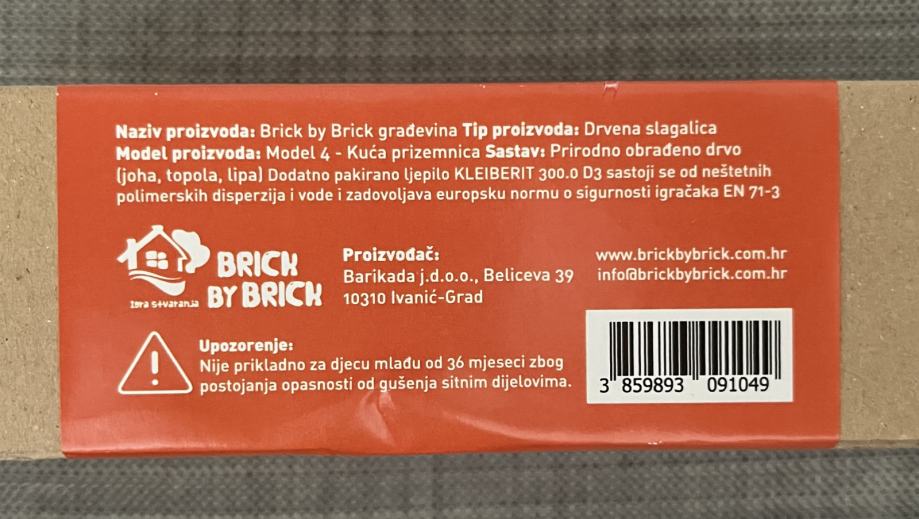 Naziv proizvoda: Brick by Brick građevina Tip proizvoda: Drvena slagalica
Model proizvoda: Model 4 - Kuća prizemnica Sastav: Prirodno obrađeno drvo
(joha, topola, lipa) Dodatno pakirano ljepilo KLEIBERIT 300.0 D3 sastoji se od neštetnih
polimerskih disperzija i vode i zadovoljava europsku normu o sigurnosti igračaka EN 71-3
BRICK
BY BRICK
Igra stvaranja
Proizvođač:
Barikada j.d.o.o., Beliceva 39
10310 Ivanić-Grad
www.brickbybrick.com.hr
info@brickbybrick.com.hr
Upozorenje:
Nije prikladno za djecu mlađu od 36 mjeseci zbog
postojanja opasnosti od gušenja sitnim dijelovima.
3 859893 091049